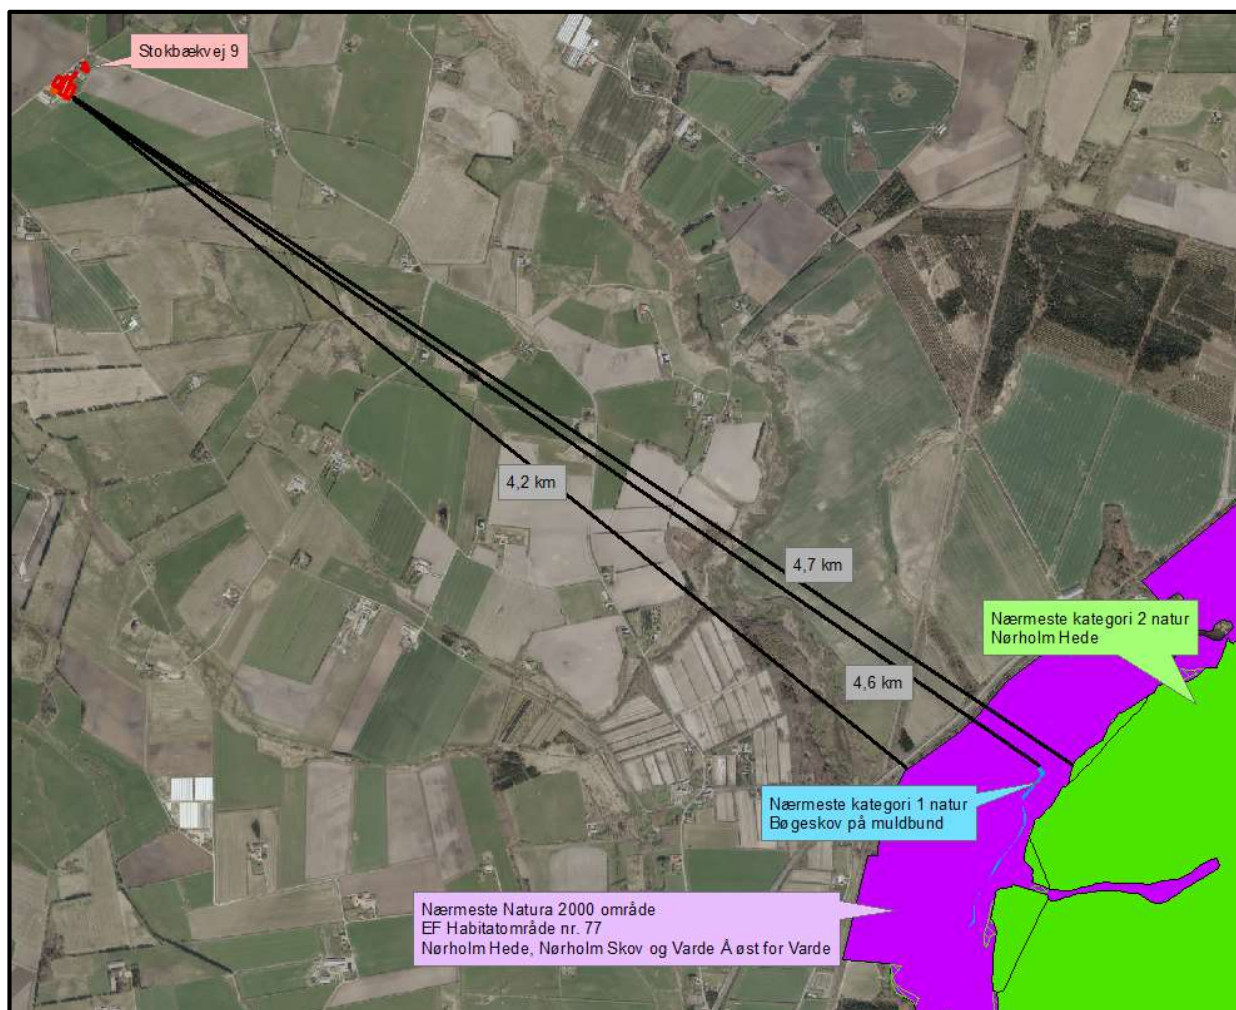 Stokbækvej 9
4,2 km
4,7 km
Nærmeste kategori 2 natur
Nørholm Hede
4,6 km
Nærmeste kategori 1 natur
Bøgeskov på muldbund
Nærmeste Natura 2000 område
EF Habitatområde nr. 77
Nørholm Hede, Nørholm Skov og Varde Å øst for Varde